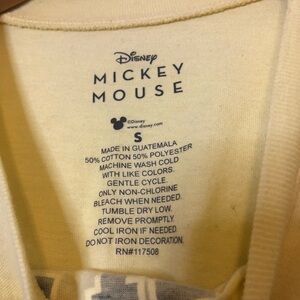 Disney
MICKEY
MOUSE
©Disney
www.disney.com
S
MADE IN GUATEMALA
50% COTTON 50% POLYESTER
MACHINE WASH COLD
WITH LIKE COLORS.
GENTLE CYCLE.
ONLY NON-CHLORINE
BLEACH WHEN NEEDED.
TUMBLE DRY LOW.
REMOVE PROMPTLY.
COOL IRON IF NEEDED.
DO NOT IRON DECORATION.
RN#117508